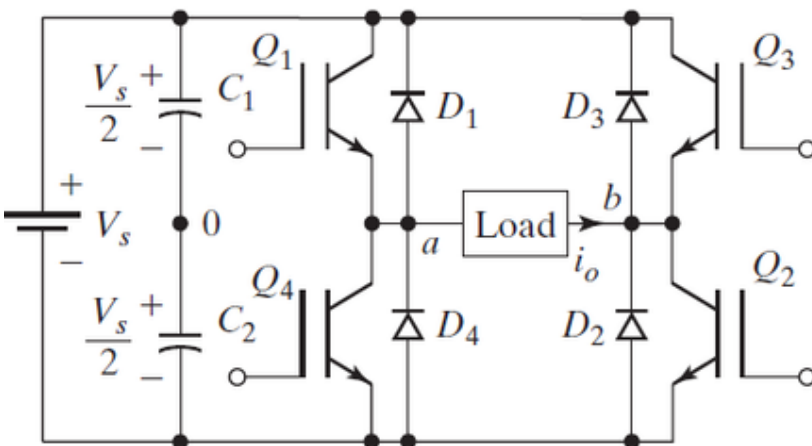 Q1
Q3
Vs/2
+
−
C1
D1
D3
+
Vs
−
0
a
Load
b
io
Q4
Q2
Vs/2
+
−
C2
D4
D2